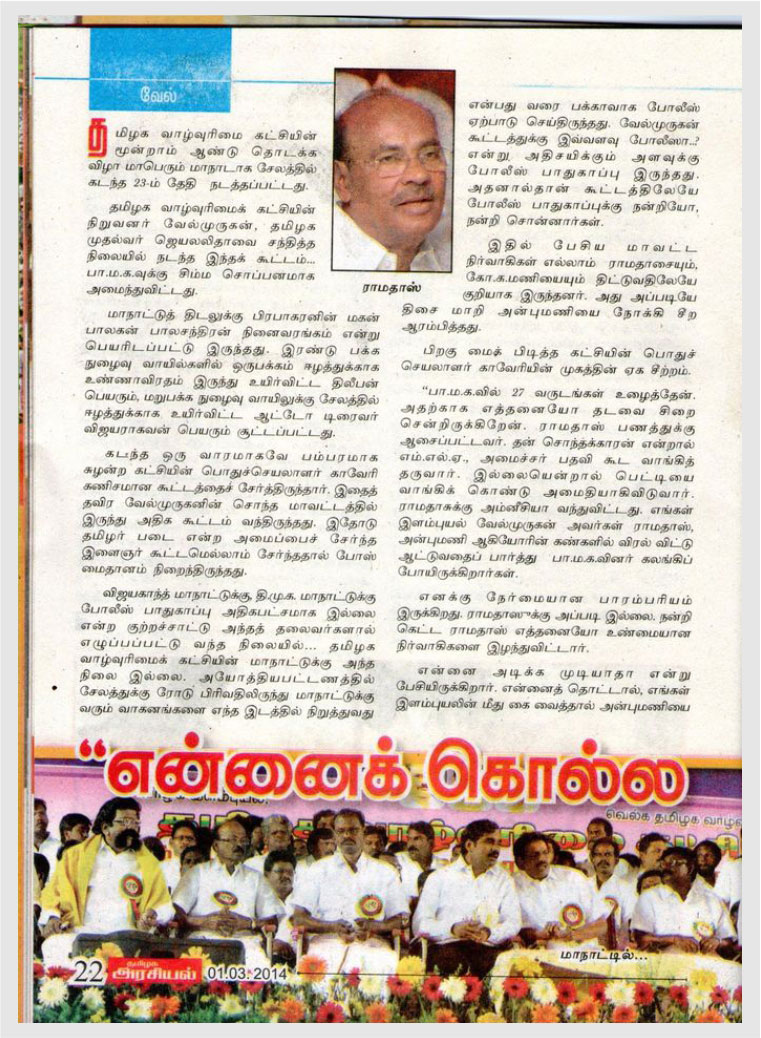 வேல்
தமிழக வாழ்வுரிமை கட்சியின்
மூன்றாம் ஆண்டு தொடக்க
விழா மாபெரும் மாநாடாக சேலத்தில்
கடந்த 23-ம் தேதி நடத்தப்பட்டது.
தமிழக வாழ்வுரிமைக் கட்சியின்
நிறுவனர் வேல்முருகன், தமிழக
முதல்வர் ஜெயலலிதாவை சந்தித்த
நிலையில் நடந்த இந்தக் கூட்டம்...
பா.ம.க.வுக்கு சிம்ம சொப்பனமாக
அமைந்துவிட்டது.
மாநாட்டுத் திடலுக்கு பிரபாகரனின் மகன்
பாலகன் பாலசந்திரன் நினைவரங்கம் என்று
பெயரிடப்பட்டு இருந்தது. இரண்டு பக்க
நுழைவு வாயில்களில் ஒருபக்கம் ஈழத்துக்காக
உண்ணாவிரதம் இருந்து உயிர்விட்ட திலீபன்
பெயரும், மறுபக்க நுழைவு வாயிலுக்கு சேலத்தில்
ஈழத்துக்காக உயிர்விட்ட ஆட்டோ டிரைவர்
விஜயராகவன் பெயரும் சூட்டப்பட்டது.
கடந்த ஒரு வாரமாகவே பம்பரமாக
சுழன்ற கட்சியின் பொதுச்செயலாளர் காவேரி
கணிசமான கூட்டத்தைச் சேர்த்திருந்தார். இதைத்
தவிர வேல்முருகனின் சொந்த மாவட்டத்தில்
இருந்து அதிக கூட்டம் வந்திருந்தது. இதோடு
தமிழர் படை என்ற அமைப்பைச் சேர்ந்த
இளைஞர் கூட்டமெல்லாம் சேர்ந்ததால் போஸ்
மைதானம் நிறைந்திருந்தது.
விஜயகாந்த் மாநாட்டுக்கு, தி.மு.க. மாநாட்டுக்கு
போலீஸ் பாதுகாப்பு அதிகபட்சமாக இல்லை
என்ற குற்றச்சாட்டு அந்தத் தலைவர்களால்
எழுப்பப்பட்டு வந்த நிலையில்... தமிழக
வாழ்வுரிமைக் கட்சியின் மாநாட்டுக்கு அந்த
நிலை இல்லை. அயோத்தியபட்டணத்தில்
சேலத்துக்கு ரோடு பிரிவதிலிருந்து மாநாட்டுக்கு
வரும் வாகனங்களை எந்த இடத்தில் நிறுத்துவது
ராமதாஸ்
என்பது வரை பக்காவாக போலீஸ்
ஏற்பாடு செய்திருந்தது. வேல்முருகன்
கூட்டத்துக்கு இவ்வளவு போலீஸா..?
என்று அதிசயிக்கும் அளவுக்கு
போலீஸ் பாதுகாப்பு இருந்தது.
அதனால்தான் கூட்டத்திலேயே
போலீஸ் பாதுகாப்புக்கு நன்றியோ,
நன்றி சொன்னார்கள்.
இதில் பேசிய மாவட்ட
நிர்வாகிகள் எல்லாம் ராமதாசையும்,
கோ.க.மணியையும் திட்டுவதிலேயே
குறியாக இருந்தனர். அது அப்படியே
திசை மாறி அன்புமணியை நோக்கி சீற
ஆரம்பித்தது.
பிறகு மைக் பிடித்த கட்சியின் பொதுச்
செயலாளர் காவேரியின் முகத்தின் ஏக சீற்றம்.
“பா.ம.க.வில் 27 வருடங்கள் உழைத்தேன்.
அதற்காக எத்தனையோ தடவை சிறை
சென்றிருக்கிறேன். ராமதாஸ் பணத்துக்கு
ஆசைப்பட்டவர். தன் சொந்தக்காரன் என்றால்
எம்.எல்.ஏ., அமைச்சர் பதவி கூட வாங்கித்
தருவார். இல்லையென்றால் பெட்டியை
வாங்கிக் கொண்டு அமைதியாகிவிடுவார்.
ராமதாசுக்கு அம்னீசியா வந்துவிட்டது. எங்கள்
இளம்புயல் வேல்முருகன் அவர்கள் ராமதாஸ்,
அன்புமணி ஆகியோரின் கண்களில் விரல் விட்டு
ஆட்டுவதைப் பார்த்து பா.ம.க.வினர் கலங்கிப்
போயிருக்கிறார்கள்.
எனக்கு நேர்மையான பாரம்பரியம்
இருக்கிறது. ராமதாஸுக்கு அப்படி இல்லை. நன்றி
கெட்ட ராமதாஸ் எத்தனையோ உண்மையான
நிர்வாகிகளை இழந்துவிட்டார்.
என்னை அடிக்க முடியாதா என்று
பேசியிருக்கிறார். என்னைத் தொட்டால், எங்கள்
இளம்புயலின் மீது கை வைத்தால் அன்புமணியை
“என்னைக் கொல்ல
வெல்க தமிழக வாழ்வு
மாநாட்டில்...
22 தமிழக அரசியல் 01.03.2014